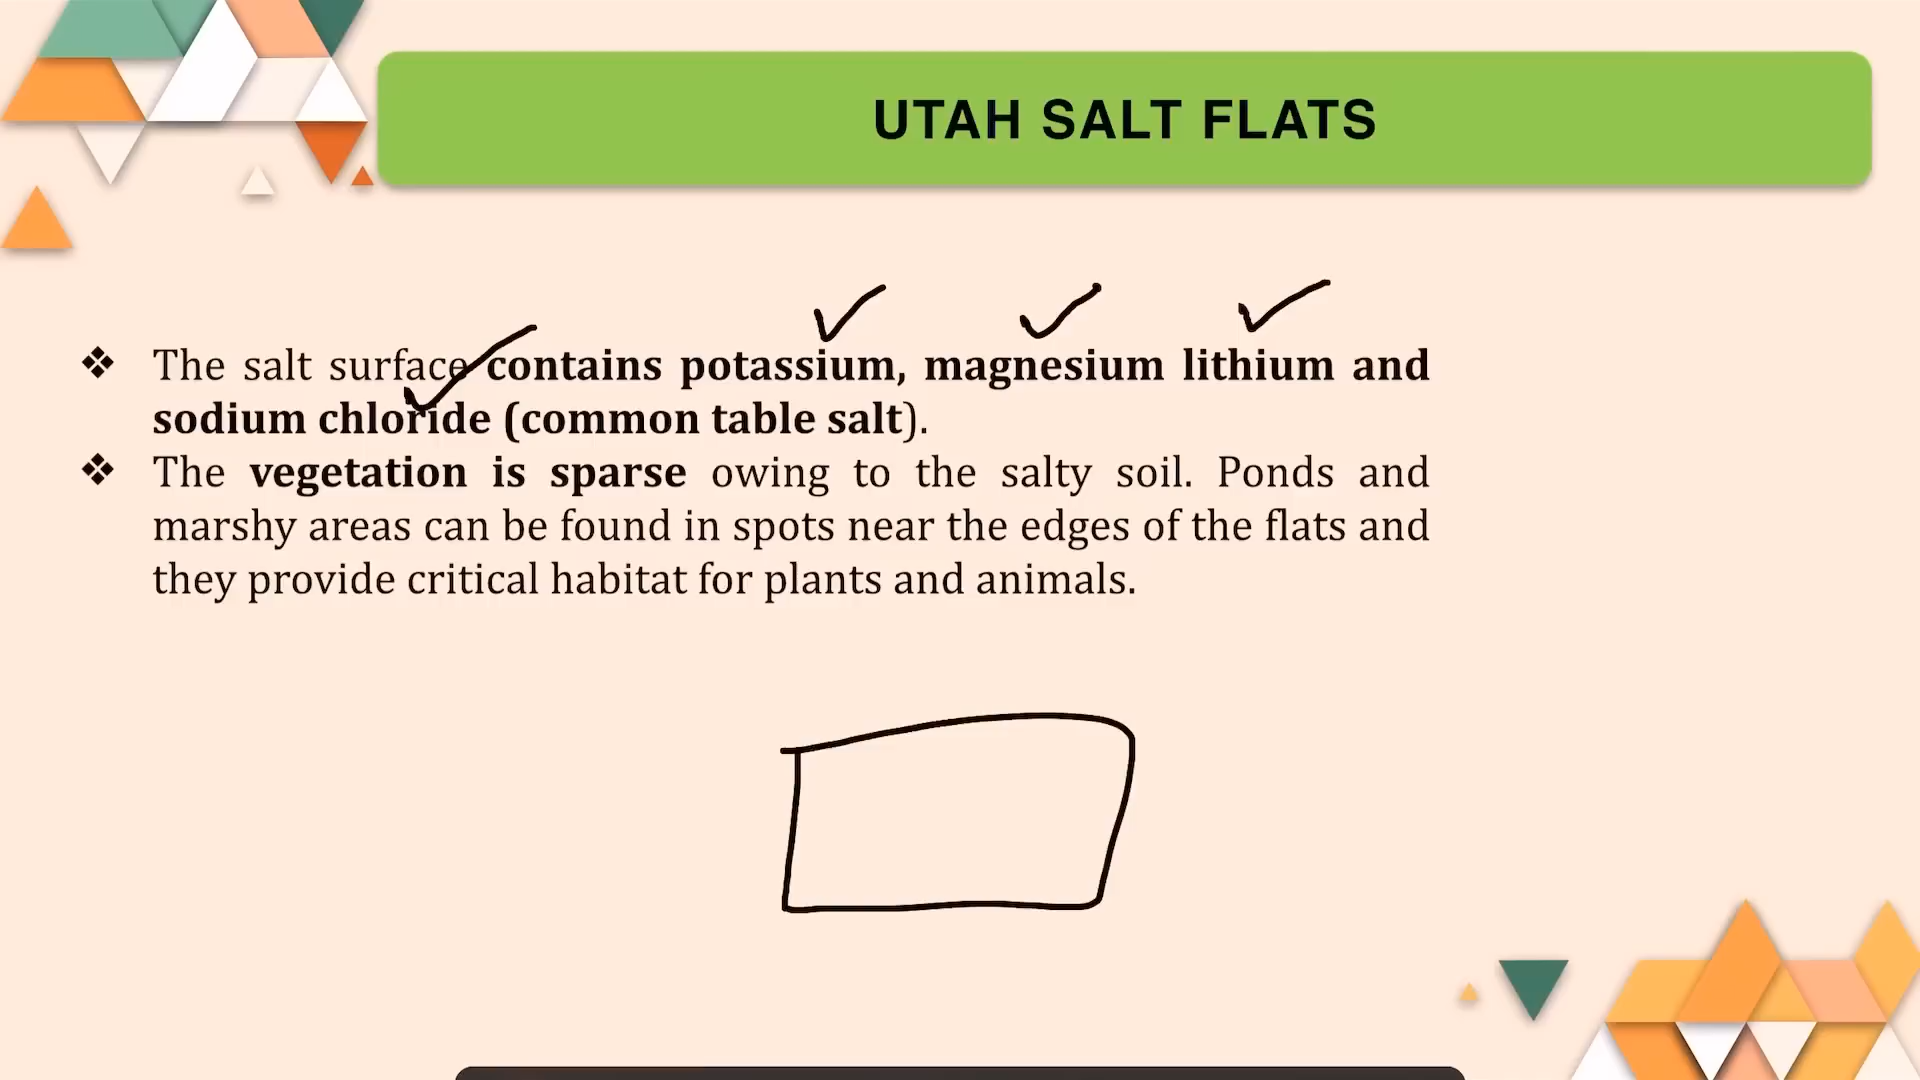 UTAH SALT FLATS
❖ The salt surface contains potassium, magnesium lithium and
sodium chloride (common table salt).
❖ The vegetation is sparse owing to the salty soil. Ponds and
marshy areas can be found in spots near the edges of the flats and
they provide critical habitat for plants and animals.